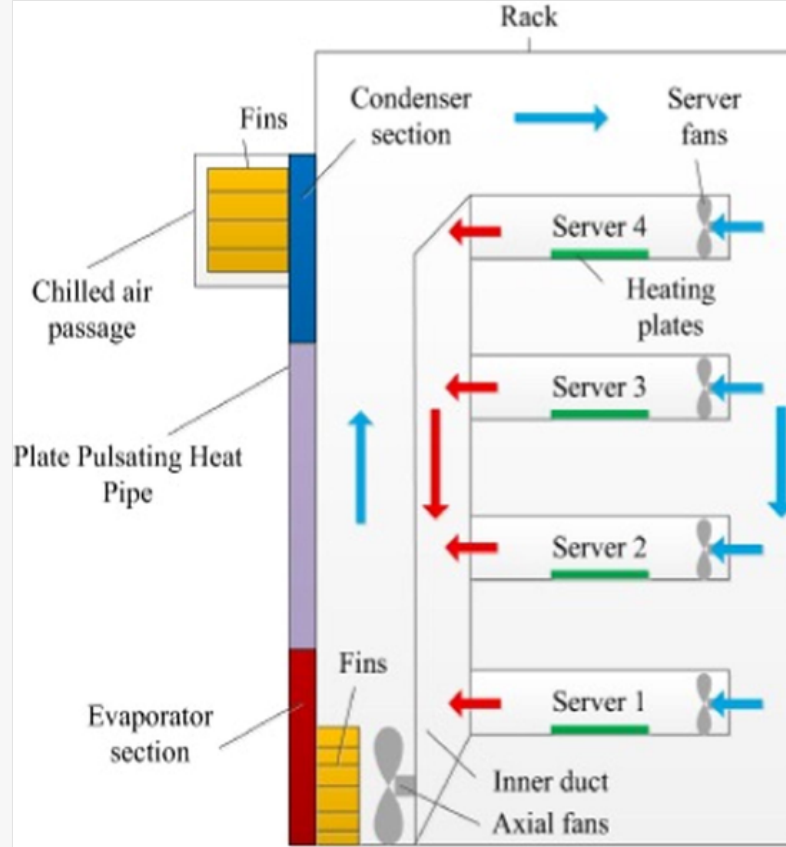 Rack
Fins
Condenser
section
Server
fans
Server 4
Chilled air
passage
Heating
plates
Server 3
Plate Pulsating Heat
Pipe
Server 2
Fins
Server 1
Evaporator
section
Inner duct
Axial fans